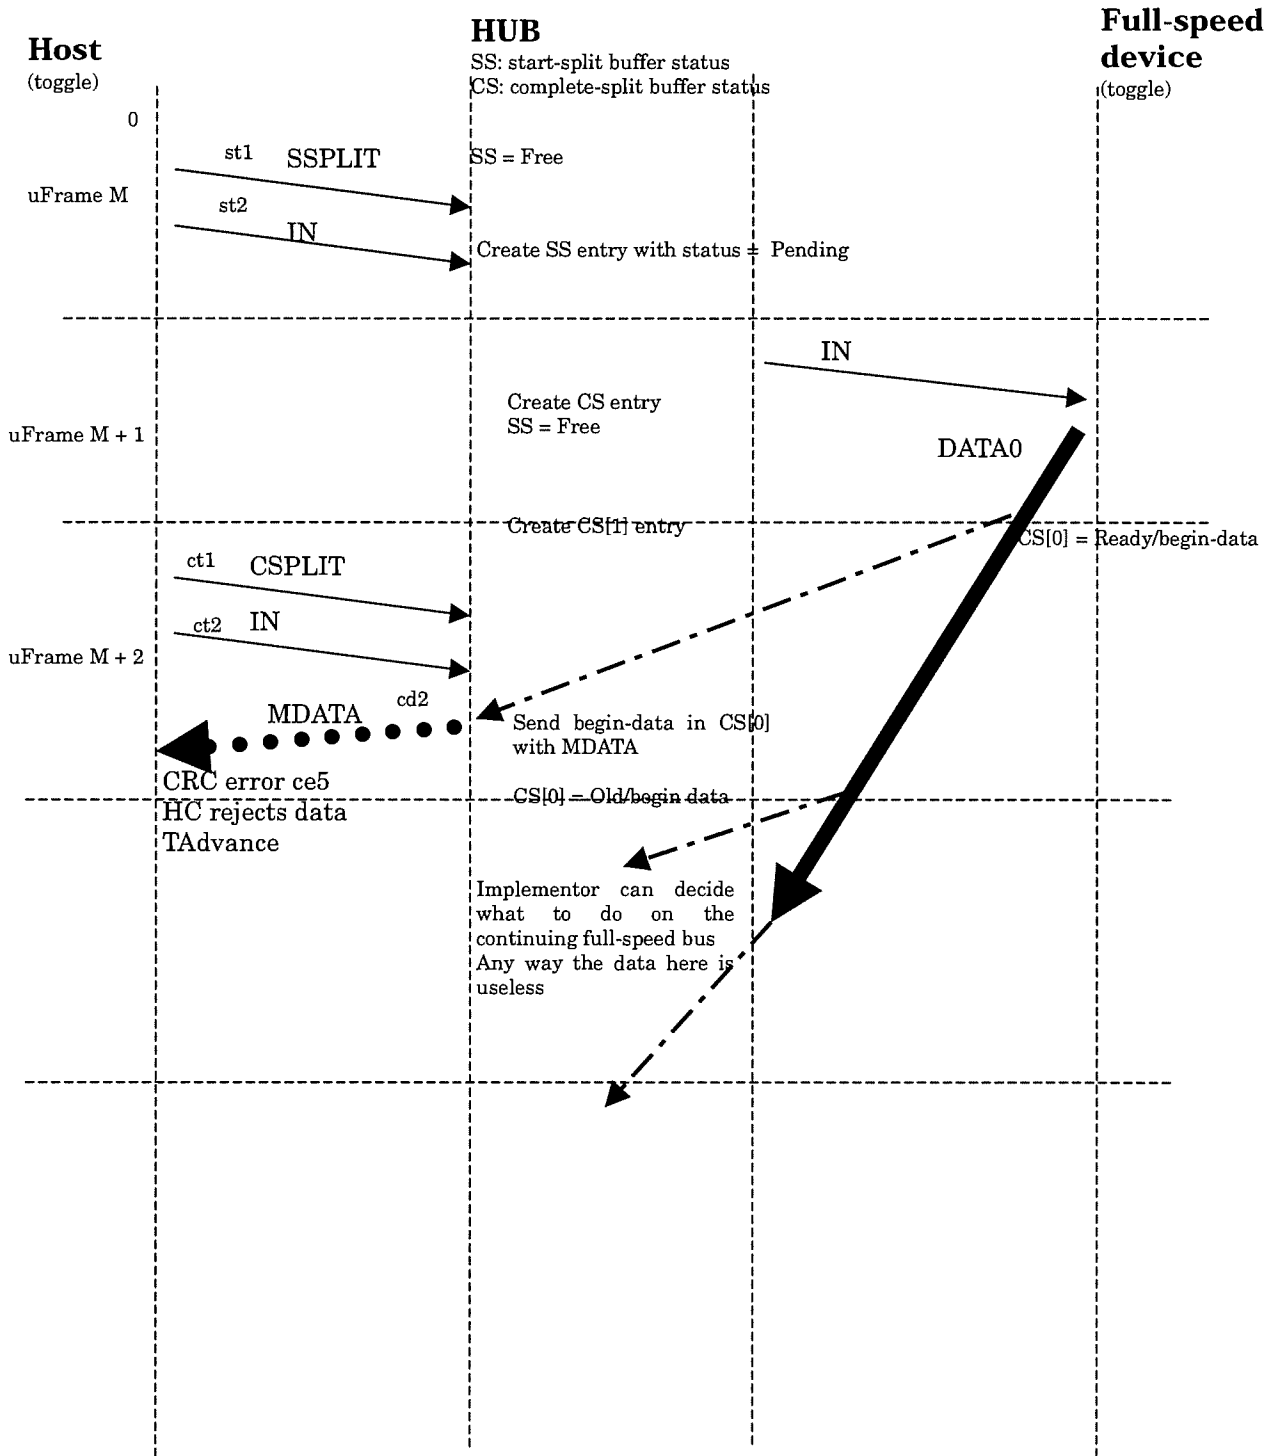 Host
(toggle)
HUB
SS: start-split buffer status
CS: complete-split buffer status
Full-speed
device
(toggle)
0
st1 SSPLIT
SS = Free
uFrame M
st2
IN
Create SS entry with status = Pending
IN
Create CS entry
SS = Free
uFrame M + 1
DATA0
Create CS[1] entry
CS[0] = Ready/begin-data
ct1 CSPLIT
ct2 IN
uFrame M + 2
MDATA cd2
Send begin-data in CS[0]
with MDATA
CRC error ce5
HC rejects data
TAdvance
CS[0] = Old/begin data
Implementor can decide
what to do on the
continuing full-speed bus
Any way the data here is
useless